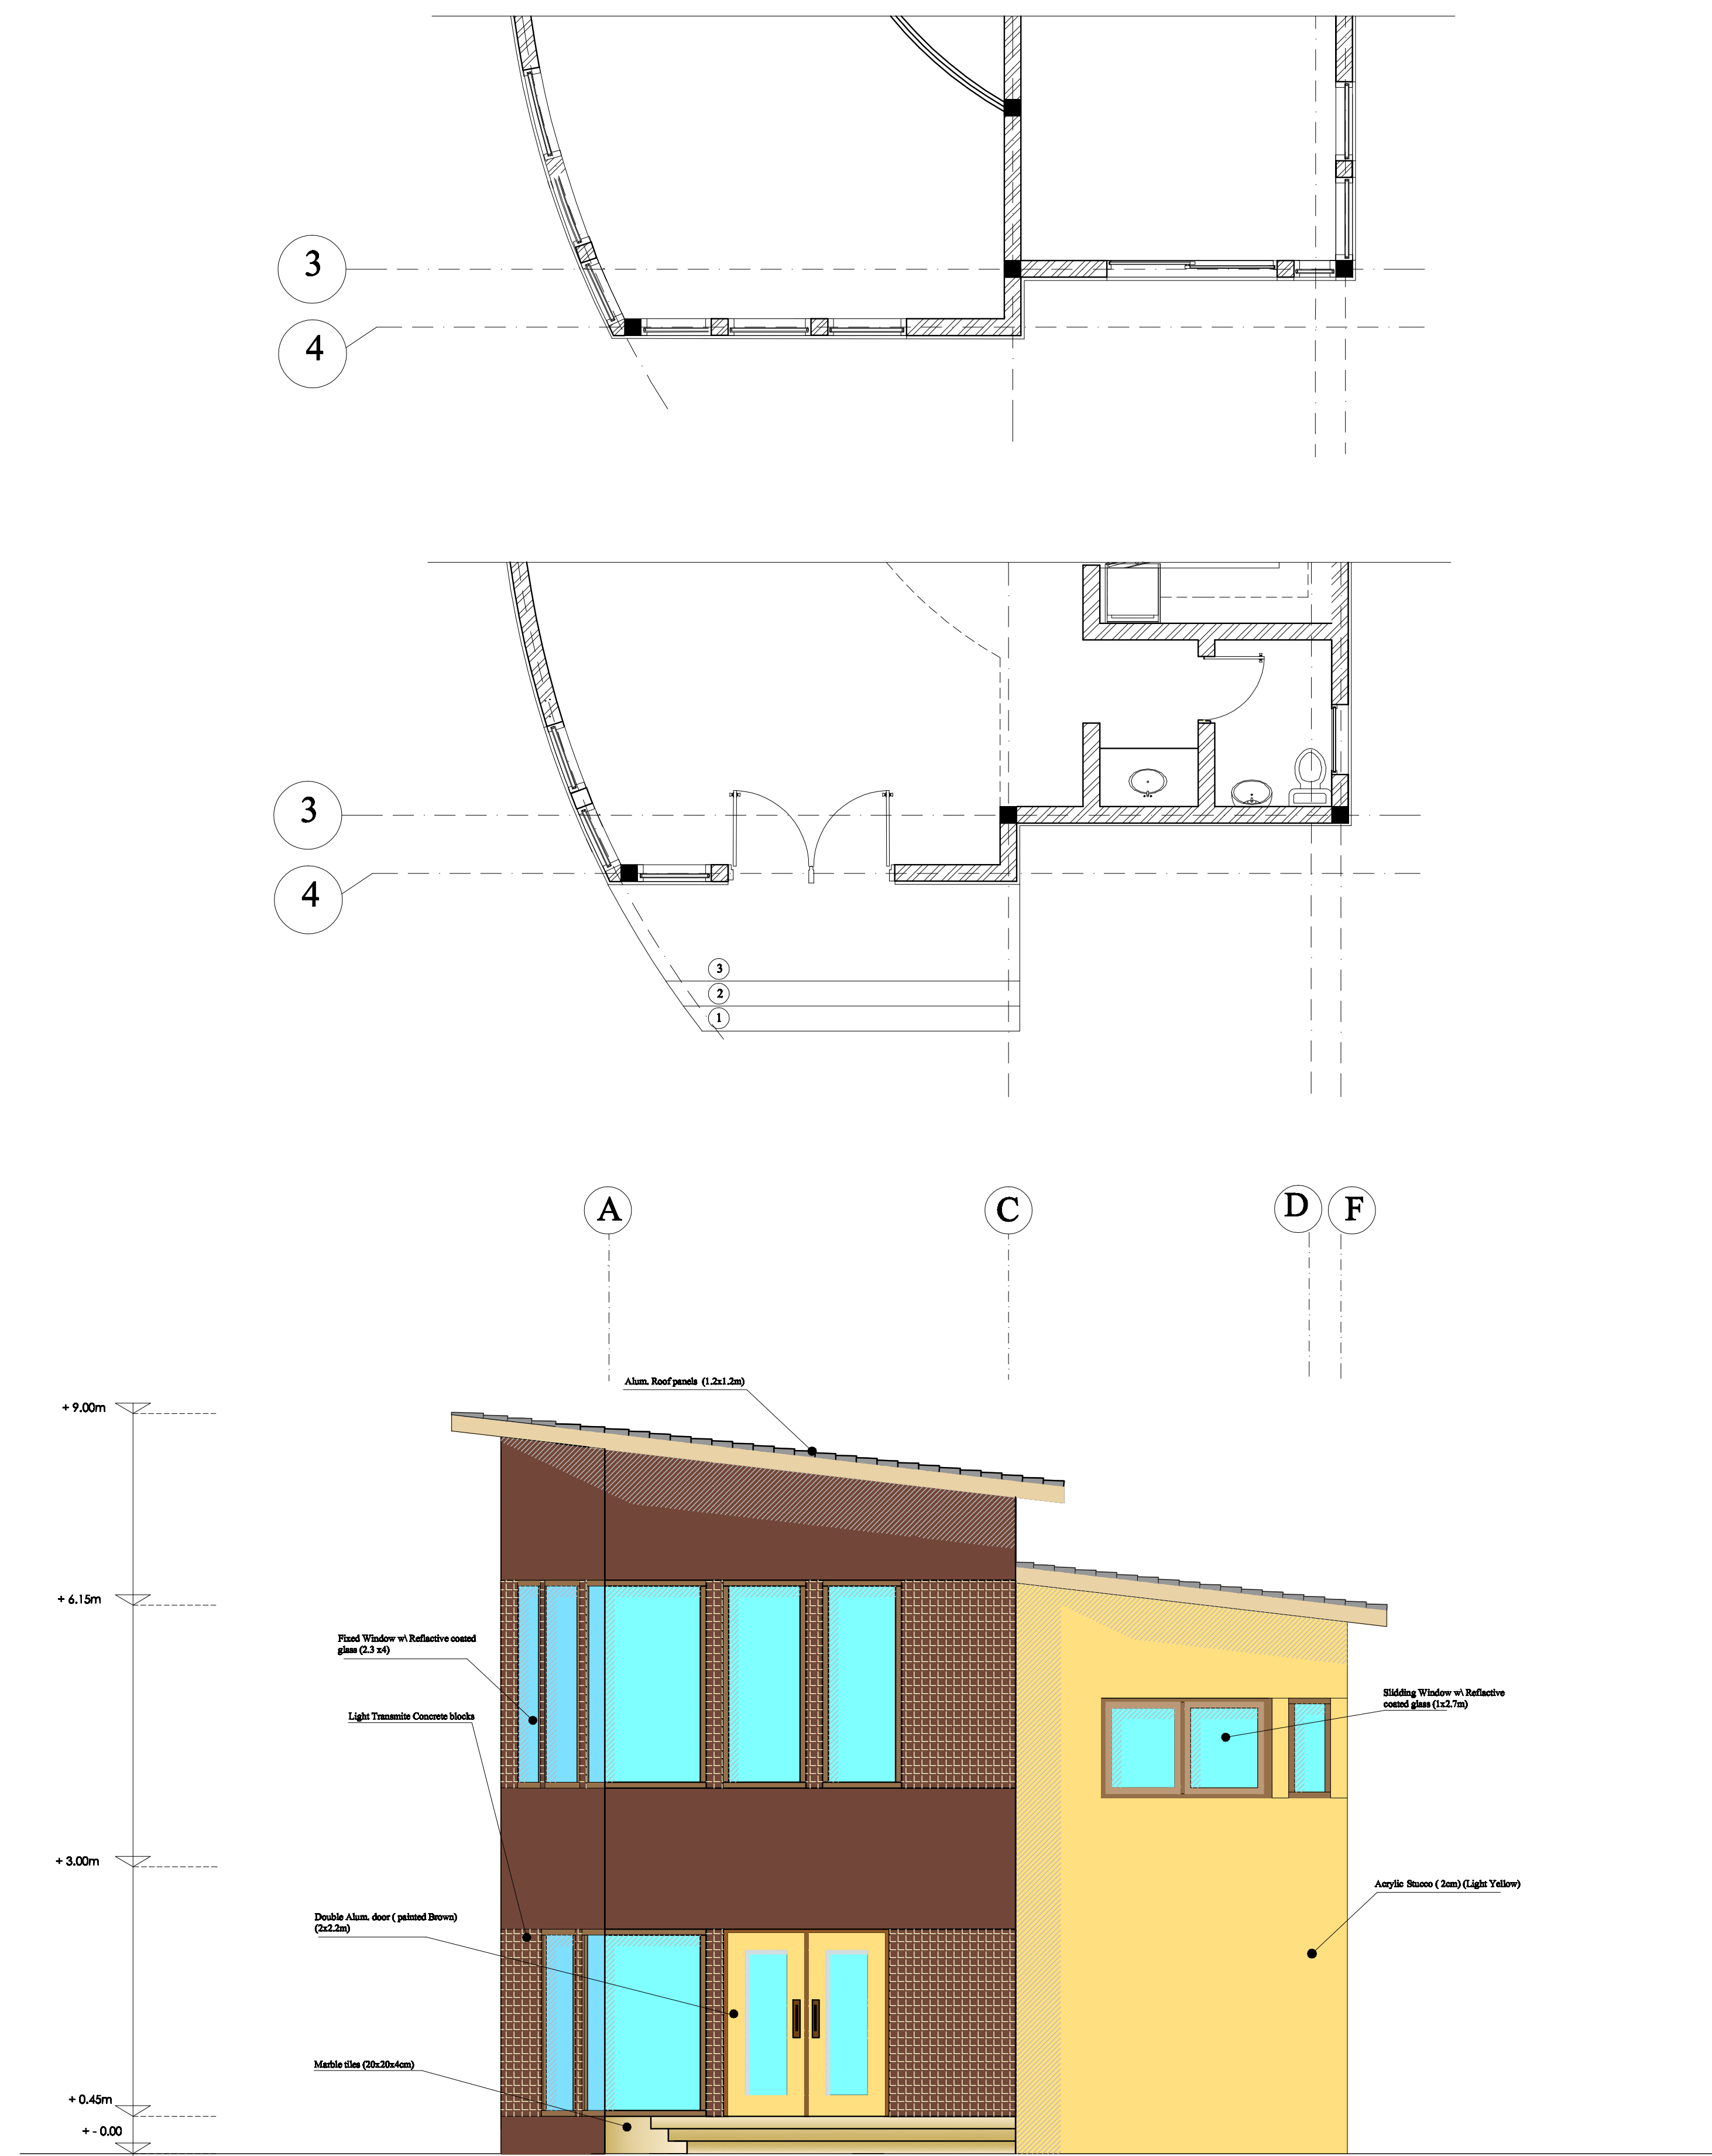 3
4
3
4
3
2
1
A
C
D
F
Alum. Roof panels (1.2x1.2m)
+ 9.00m
+ 6.15m
Fixed Window w\ Reflactive coated
glass (2.3 x4)
Slidding Window w\ Reflactive
coated glass (1x2.7m)
Light Transmite Concrete blocks
+ 3.00m
Acrylic Stucco ( 2cm) (Light Yellow)
Double Alum. door ( painted Brown)
(2x2.2m)
Marble tiles (20x20x4cm)
+ 0.45m
+ - 0.00